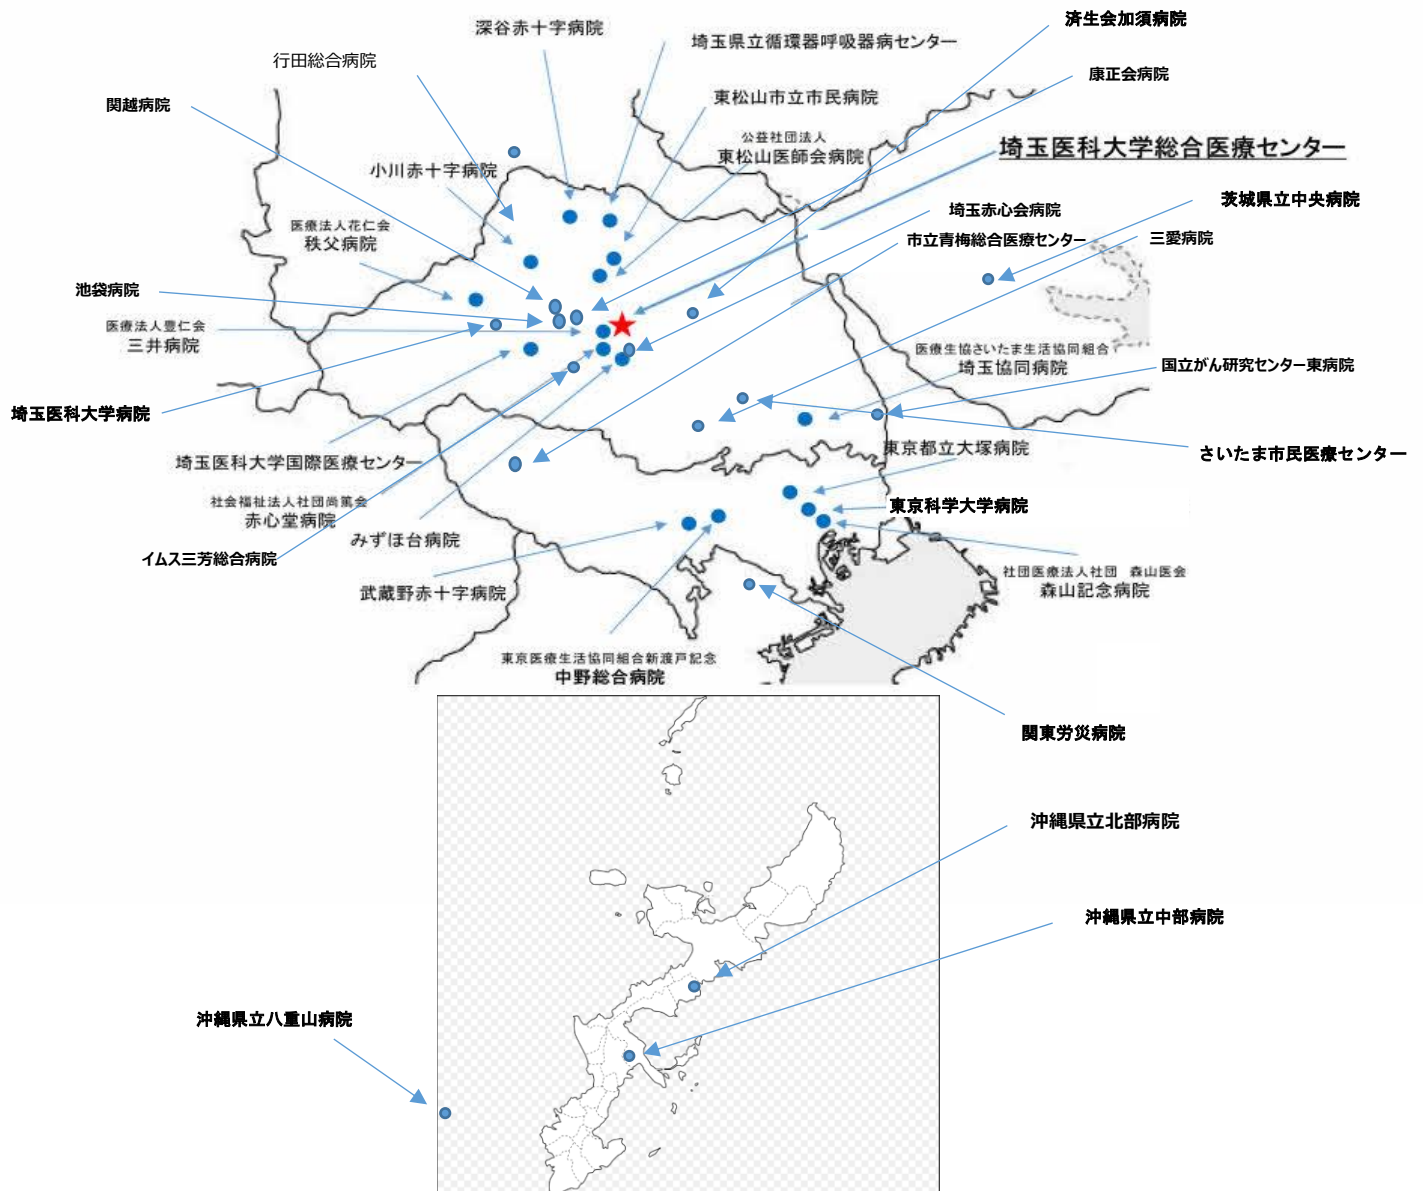 済生会加須病院
深谷赤十字病院
埼玉県立循環器呼吸器病センター
行田総合病院
康正会病院
関越病院
東松山市立市民病院
公益社団法人
東松山医師会病院
埼玉医科大学総合医療センター
小川赤十字病院
茨城県立中央病院
埼玉赤心会病院
医療法人花仁会
秩父病院
市立青梅総合医療センター
三愛病院
池袋病院
医療法人豊仁会
三井病院
医療生協さいたま生活協同組合
埼玉協同病院
国立がん研究センター東病院
埼玉医科大学病院
東京都立大塚病院
さいたま市民医療センター
埼玉医科大学国際医療センター
社会福祉法人社団尚篤会
赤心堂病院
東京科学大学病院
みずほ台病院
イムス三芳総合病院
社団医療法人社団　森山医会
森山記念病院
武蔵野赤十字病院
東京医療生活協同組合新渡戸記念
中野総合病院
関東労災病院
沖縄県立北部病院
沖縄県立中部病院
沖縄県立八重山病院